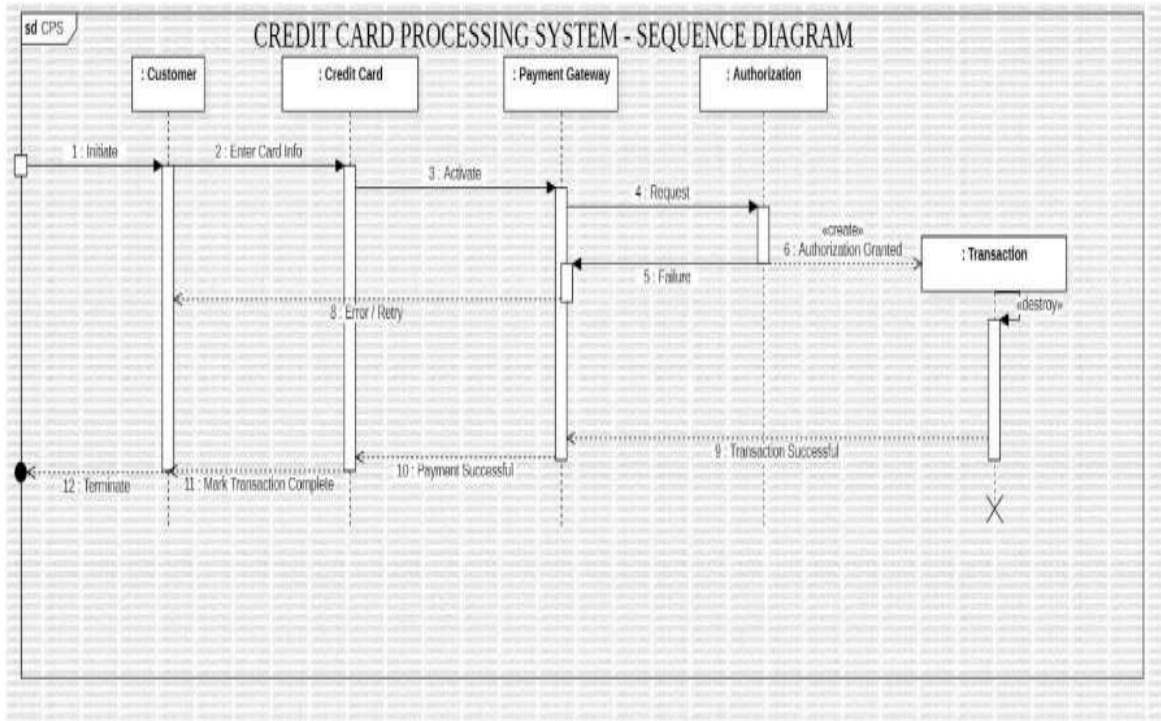 sd CPS
CREDIT CARD PROCESSING SYSTEM - SEQUENCE DIAGRAM
: Customer
: Credit Card
: Payment Gateway
: Authorization
1 : Initiate
2 : Enter Card Info
3 : Activate
4 : Request
«create»
6 : Authorization Granted
: Transaction
5 : Failure
«destroy»
8 : Error / Retry
9 : Transaction Successful
10 : Payment Successful
11 : Mark Transaction Complete
12 : Terminate